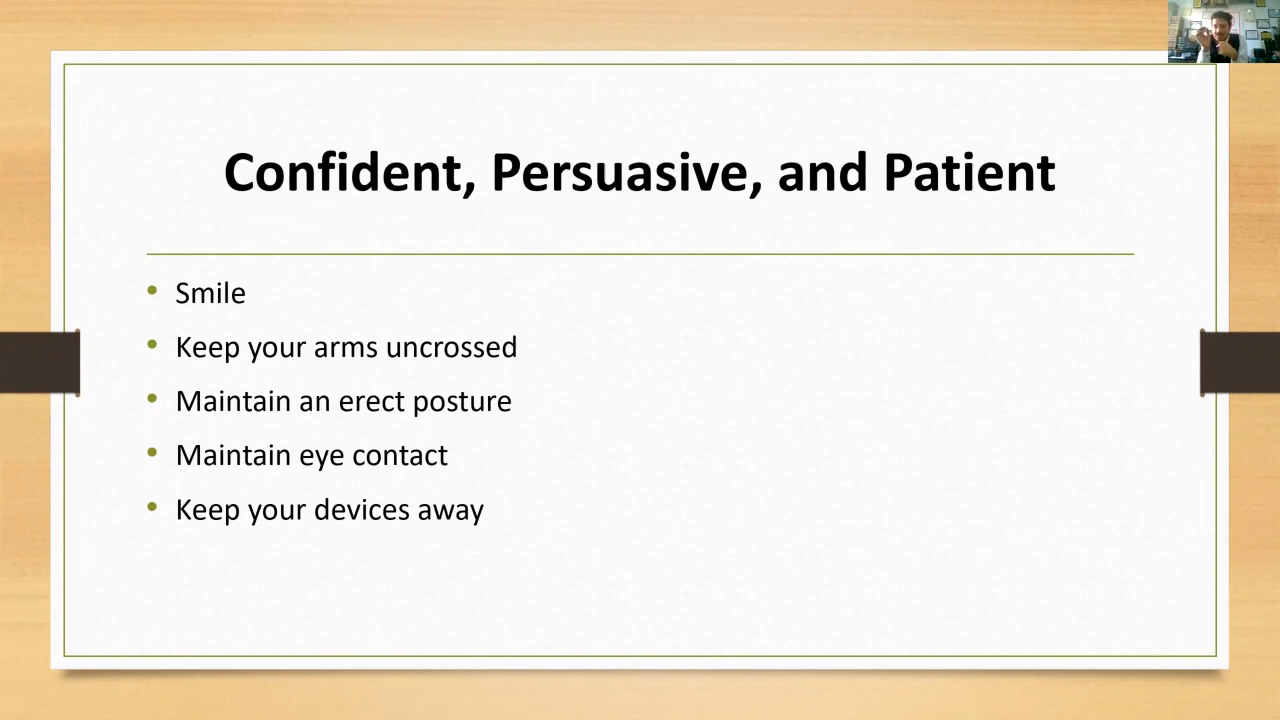 Confident, Persuasive, and Patient
• Smile
• Keep your arms uncrossed
• Maintain an erect posture
• Maintain eye contact
• Keep your devices away